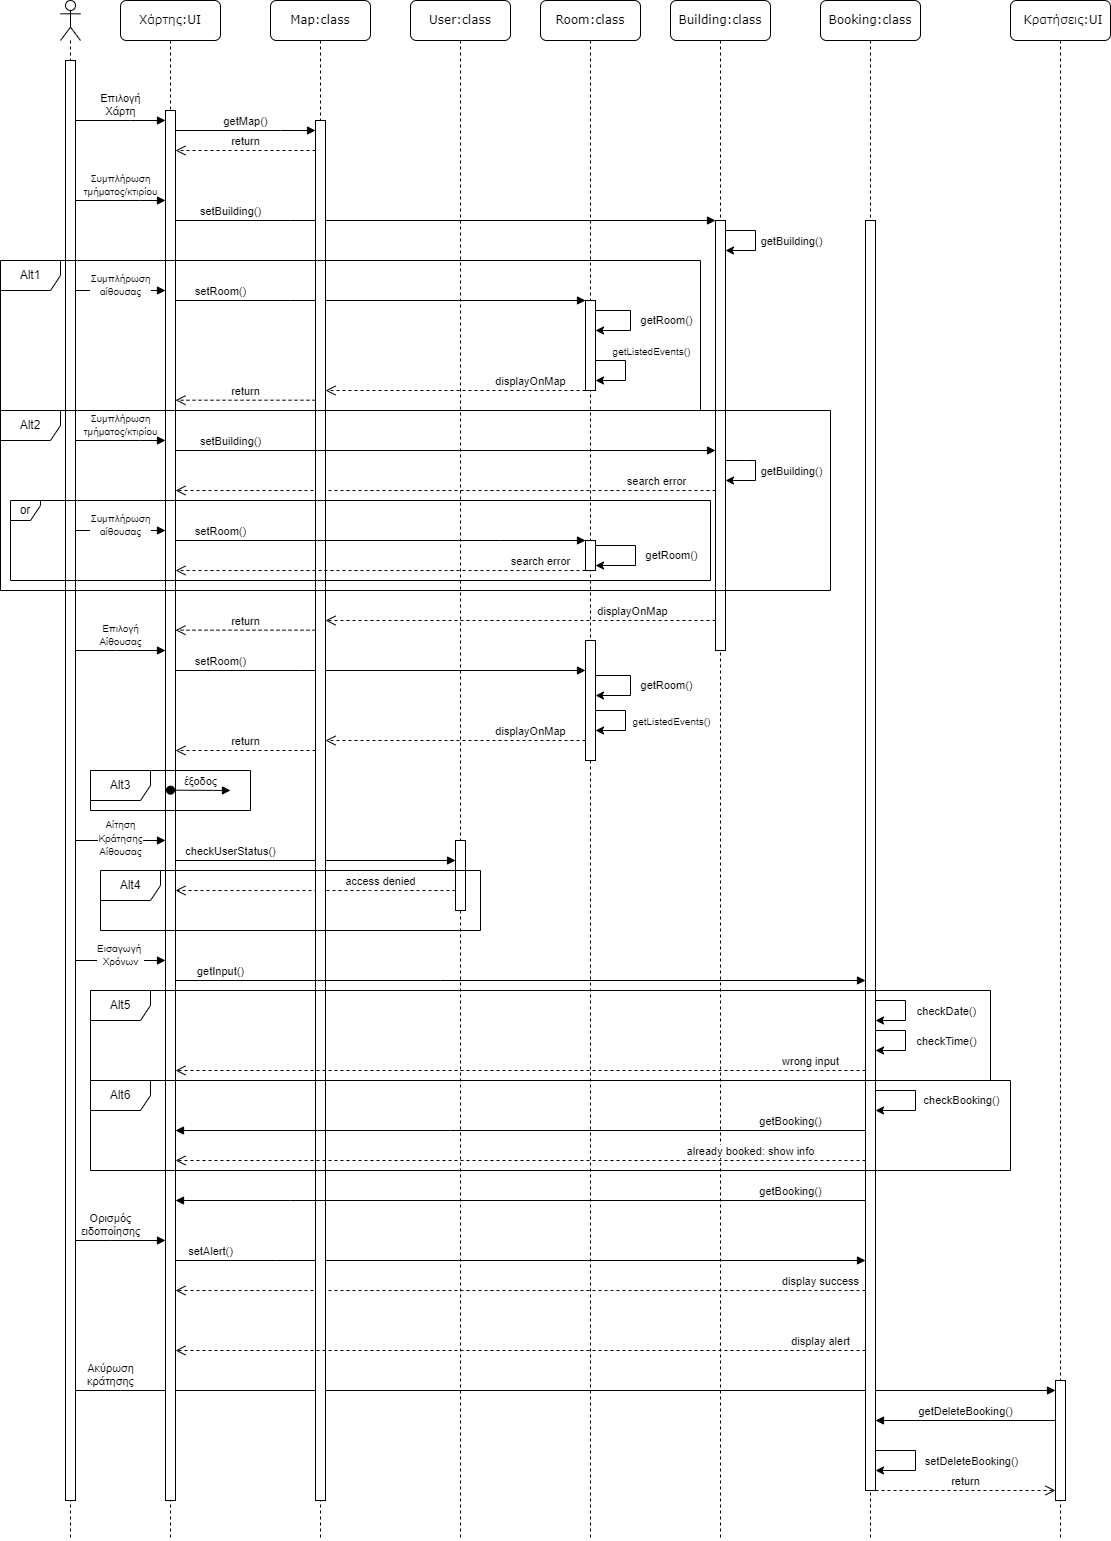 Χάρτης:UI
Map:class
User:class
Room:class
Building:class
Booking:class
Κρατήσεις:UI
Επιλογή
Χάρτη
getMap()
return
Συμπλήρωση
τμήματος/κτιρίου
setBuilding()
getBuilding()
Alt1
Συμπλήρωση
αίθουσας
setRoom()
getRoom()
getListedEvents()
displayOnMap
return
Alt2
Συμπλήρωση
τμήματος/κτιρίου
setBuilding()
getBuilding()
search error
or
Συμπλήρωση
αίθουσας
setRoom()
getRoom()
search error
displayOnMap
return
Επιλογή
Αίθουσας
setRoom()
getRoom()
getListedEvents()
displayOnMap
return
Alt3
έξοδος
Αίτηση
Κράτησης
Αίθουσας
checkUserStatus()
Alt4
access denied
Εισαγωγή
Χρόνων
getInput()
Alt5
checkDate()
checkTime()
wrong input
Alt6
checkBooking()
getBooking()
already booked: show info
getBooking()
Ορισμός
ειδοποίησης
setAlert()
display success
display alert
Ακύρωση
κράτησης
getDeleteBooking()
setDeleteBooking()
return